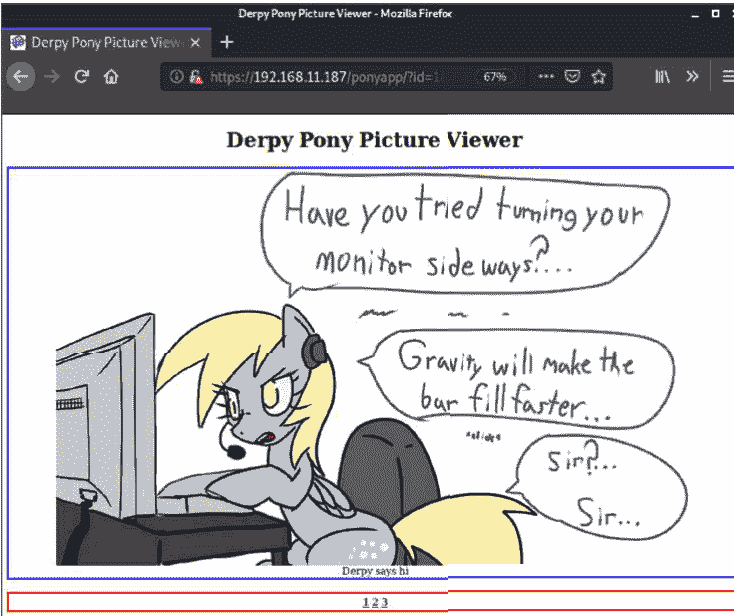 Derpy Pony Picture Viewer - Mozilla Firefox
Derpy Pony Picture View
https://192.168.11.187/ponyapp/?id=1
67%
Derpy Pony Picture Viewer
Have you tried turning your
monitor sideways?....
Gravity will make the
bar fill faster...
*click*
Sir?...
Sir...
Derpy says hi
1 2 3